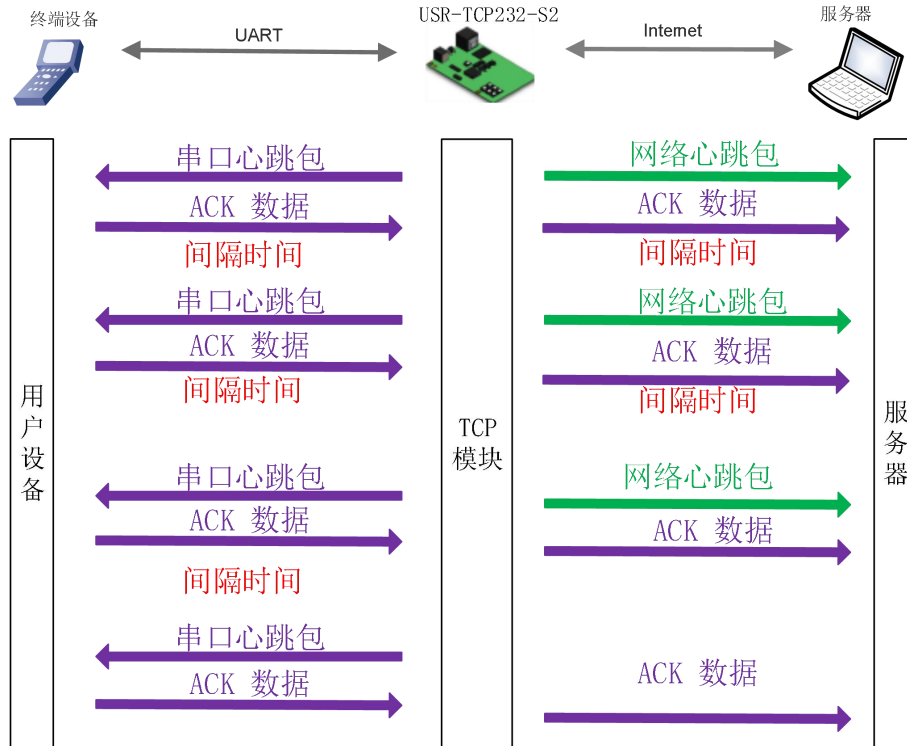 终端设备
UART
USR-TCP232-S2
Internet
服务器
串口心跳包
网络心跳包
ACK 数据
ACK 数据
间隔时间
间隔时间
串口心跳包
网络心跳包
ACK 数据
ACK 数据
间隔时间
间隔时间
用户设备
TCP
模块
服务器
串口心跳包
网络心跳包
ACK 数据
ACK 数据
间隔时间
串口心跳包
ACK 数据
ACK 数据